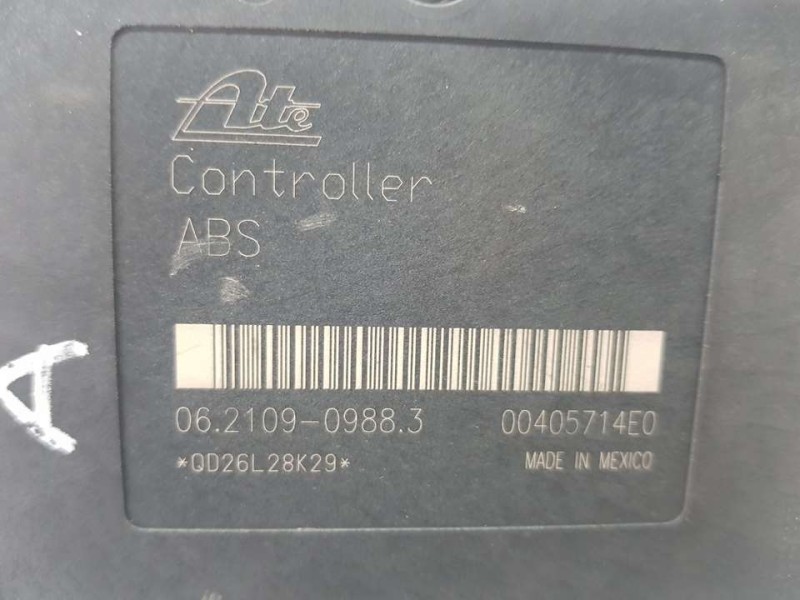 Ate
Controller
ABS
06.2109-0988.3 00405714E0
*QD26L28K29* MADE IN MEXICO
A